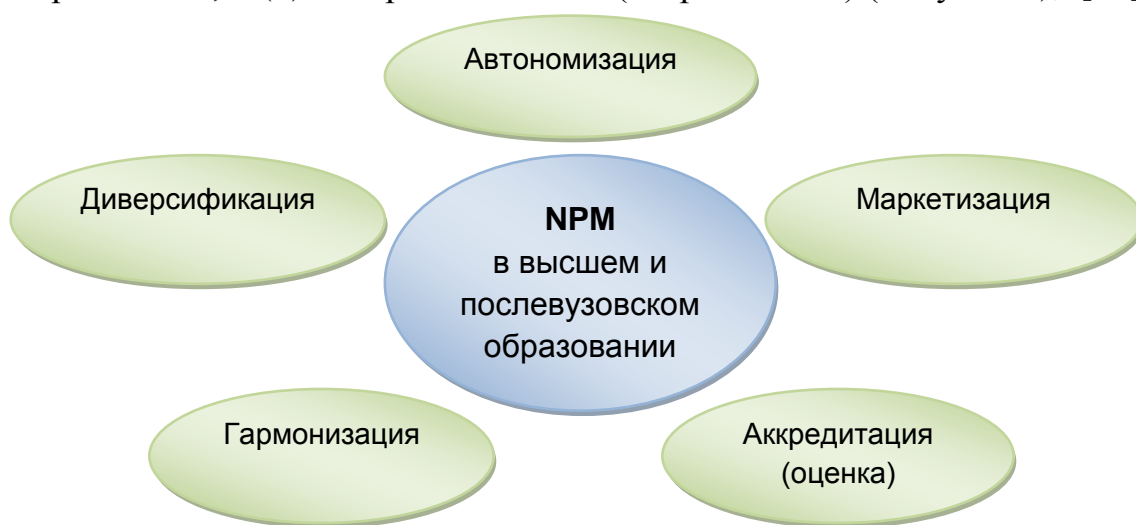 Автономизация
Диверсификация
Маркетизация
NPM
в высшем и
послевузовском
образовании
Гармонизация
Аккредитация
(оценка)